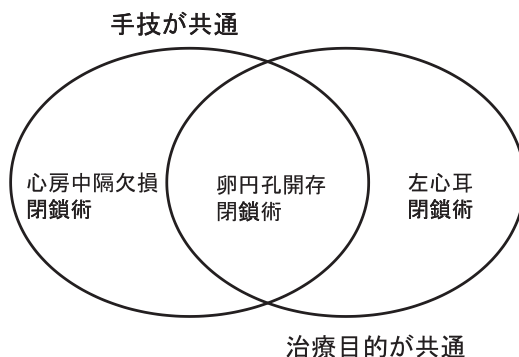 手技が共通
心房中隔欠損
閉鎖術
卵円孔開存
閉鎖術
左心耳
閉鎖術
治療目的が共通